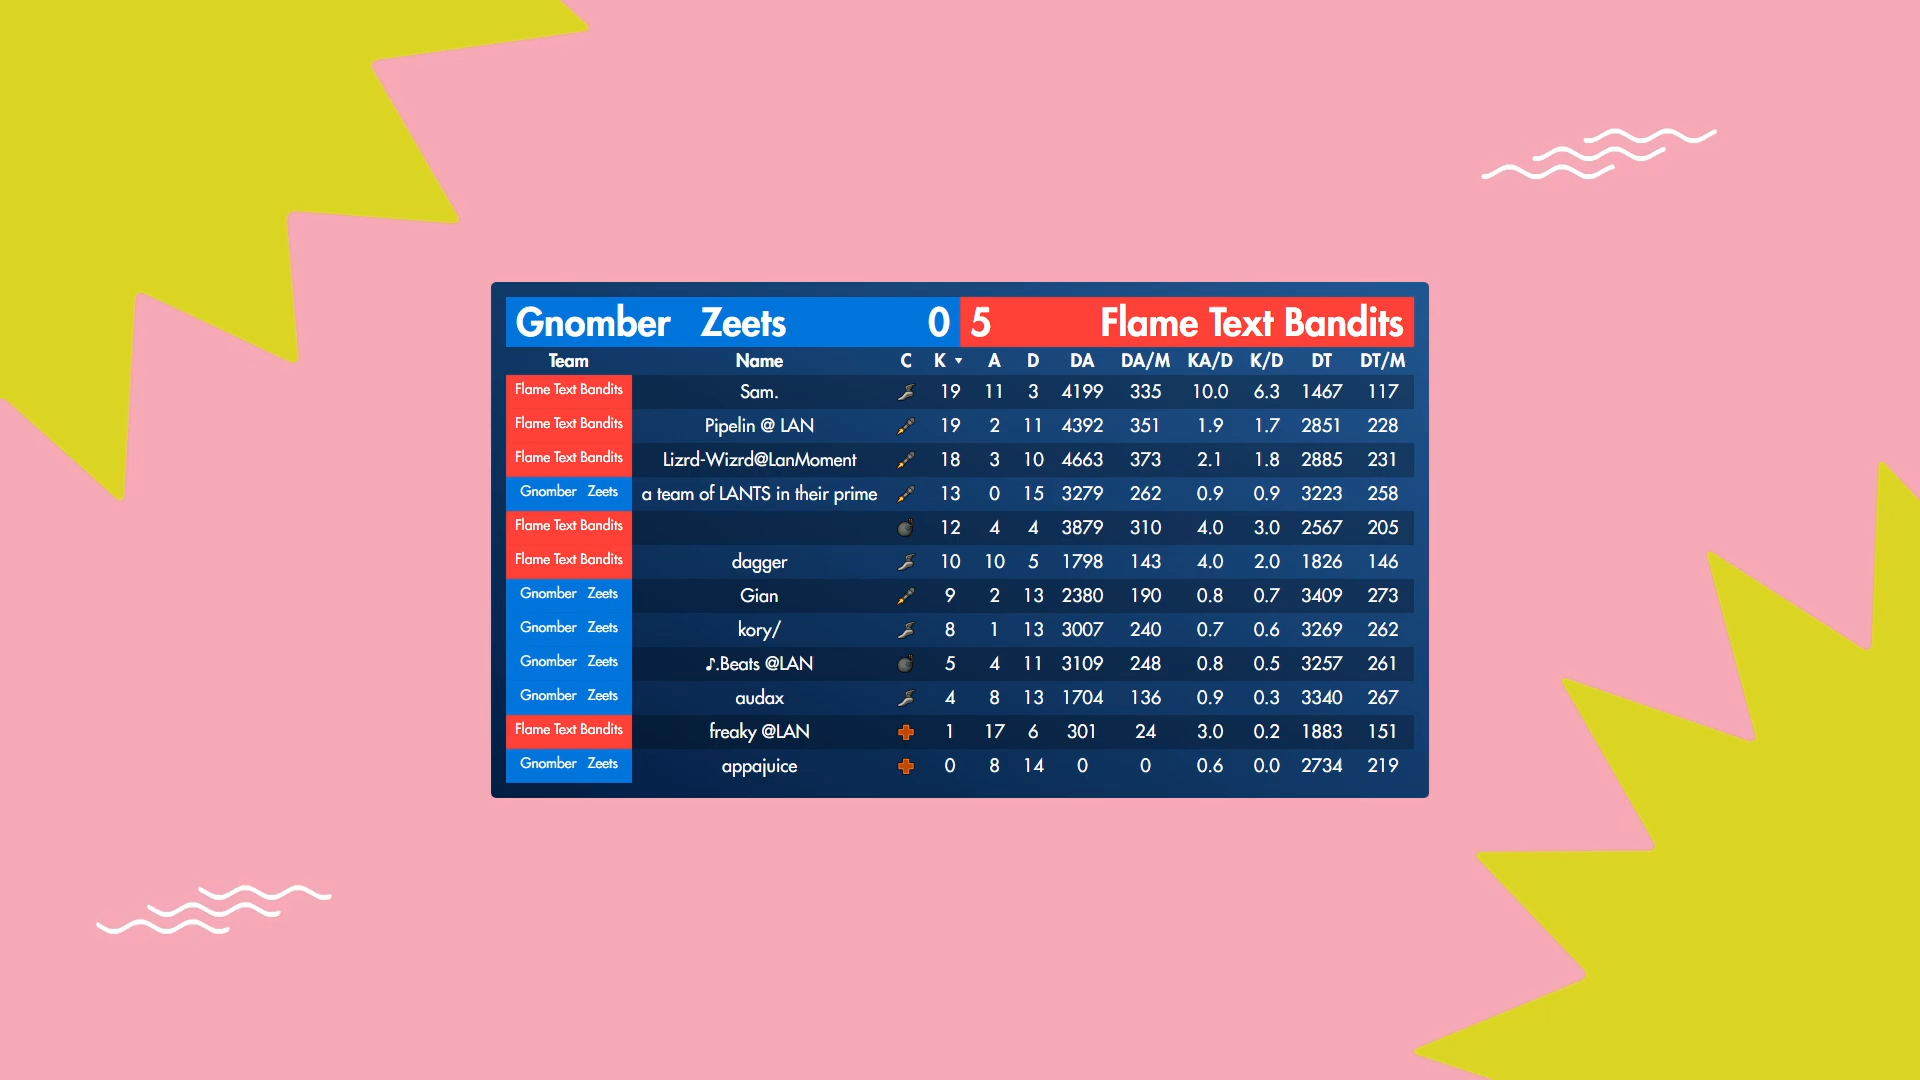 Gnomber Zeets 0 5 Flame Text Bandits
Team Name C K A D DA DA/M KA/D K/D DT DT/M
Flame Text Bandits Sam. 19 11 3 4199 335 10.0 6.3 1467 117
Flame Text Bandits Pipelin @ LAN 19 2 11 4392 351 1.9 1.7 2851 228
Flame Text Bandits Lizrd-Wizrd@LanMoment 18 3 10 4663 373 2.1 1.8 2885 231
Gnomber Zeets a team of LANTS in their prime 13 0 15 3279 262 0.9 0.9 3223 258
Flame Text Bandits 12 4 4 3879 310 4.0 3.0 2567 205
Flame Text Bandits dagger 10 10 5 1798 143 4.0 2.0 1826 146
Gnomber Zeets Gian 9 2 13 2380 190 0.8 0.7 3409 273
Gnomber Zeets kory/ 8 1 13 3007 240 0.7 0.6 3269 262
Gnomber Zeets ♪.Beats @LAN 5 4 11 3109 248 0.8 0.5 3257 261
Gnomber Zeets audax 4 8 13 1704 136 0.9 0.3 3340 267
Flame Text Bandits freaky @LAN 1 17 6 301 24 3.0 0.2 1883 151
Gnomber Zeets appajuice 0 8 14 0 0 0.6 0.0 2734 219